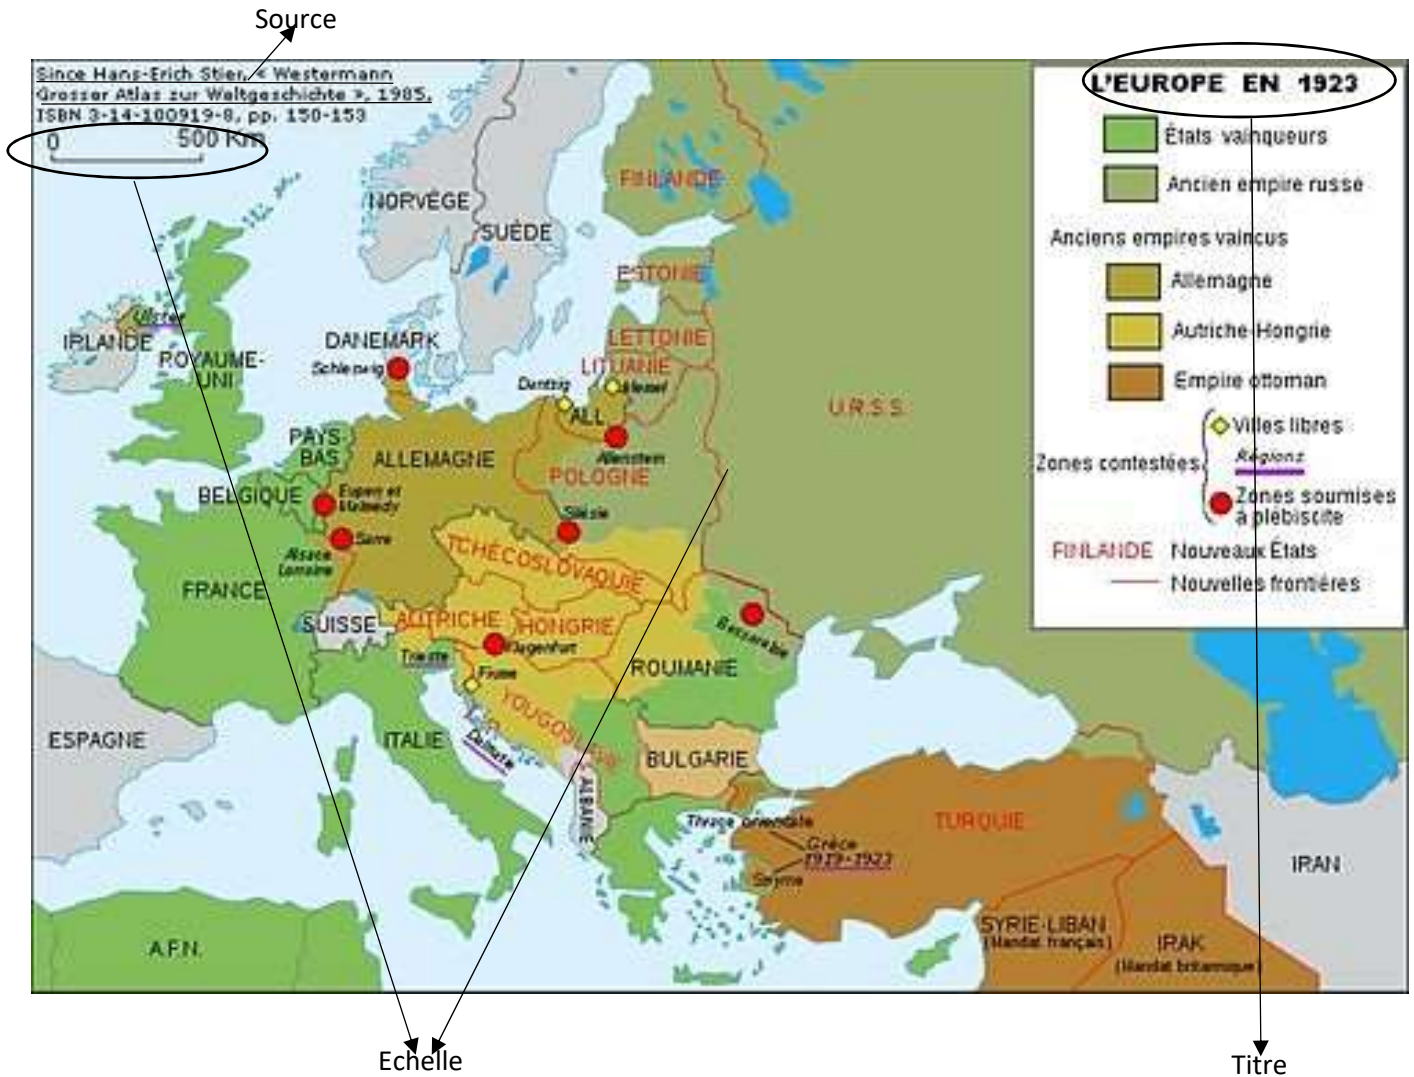 Source
Since Hans-Erich Stier, « Westermann
Grosser Atlas zur Weltgeschichte », 1985,
ISBN 3-14-100919-8, pp. 150-153
0 500 Km
L'EUROPE EN 1923
États vainqueurs
Ancien empire russe
Anciens empires vaincus
Allemagne
Autriche-Hongrie
Empire ottoman
Zones contestées
Villes libres
Régions
Zones soumises
à plébiscite
FINLANDE Nouveaux États
Nouvelles frontières
NORVÈGE
SUÈDE
FINLANDE
ESTONIE
LETTONIE
LITUANIE
Memel
Dantzig
ALL.
Allenstein
POLOGNE
U.R.S.S.
IRLANDE
Ulster
ROYAUME-
UNI
DANEMARK
Schleswig
PAYS-
BAS
ALLEMAGNE
BELGIQUE
Eupen et
Malmedy
Sarre
Alsace
Lorraine
Silésie
TCHÉCOSLOVAQUIE
FRANCE
SUISSE
AUTRICHE
HONGRIE
Klagenfurt
Trieste
Fiume
ROUMANIE
Bessarabie
YOUGOSLAVIE
Dalmatie
ESPAGNE
ITALIE
BULGARIE
ALBANIE
Thrace orientale
Grèce
1919-1922
Smyrne
TURQUIE
IRAN
SYRIE-LIBAN
(Mandat français)
IRAK
(Mandat britannique)
A.F.N.
Echelle
Titre